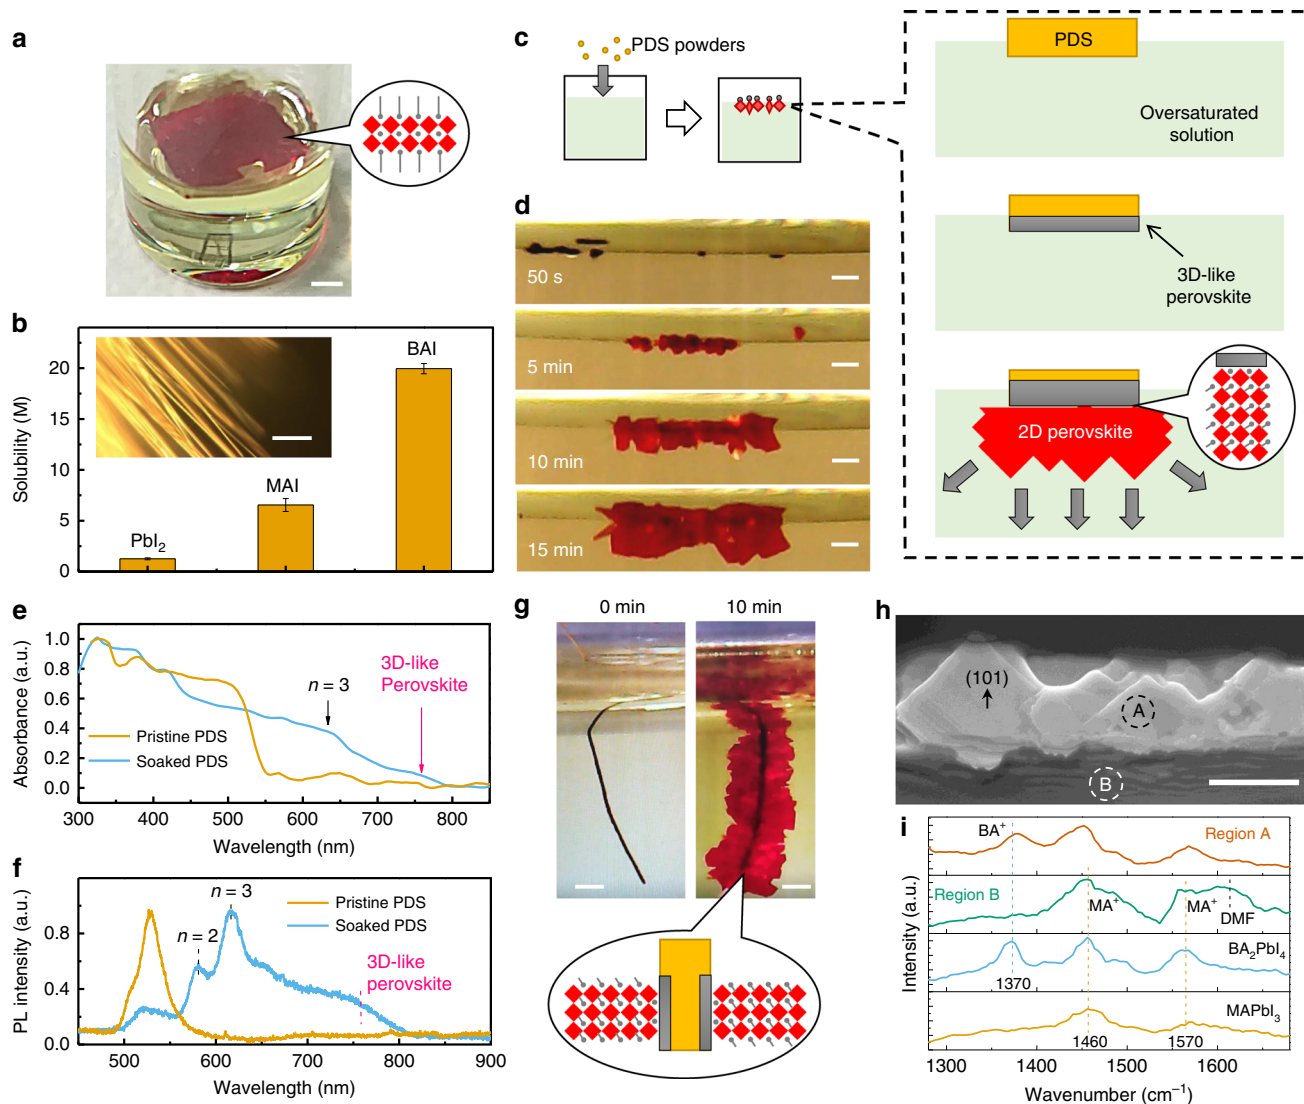 a
b
Solubility (M)
20
15
10
5
0
PbI2
MAI
BAI
c
PDS powders
PDS
Oversaturated
solution
3D-like
perovskite
2D perovskite
d
50 s
5 min
10 min
15 min
e
Absorbance (a.u.)
1.0
0.8
0.6
0.4
0.2
0.0
n = 3
3D-like
Perovskite
Pristine PDS
Soaked PDS
300 400 500 600 700 800
Wavelength (nm)
f
PL intensity (a.u.)
0.8
0.4
0.0
n = 2
n = 3
Pristine PDS
Soaked PDS
3D-like
perovskite
450 500 600 700 800 900
Wavelength (nm)
g
0 min
10 min
h
(101)
A
B
i
Intensity (a.u.)
BA+
Region A
Region B
MA+
MA+
DMF
BA2PbI4
1370
MAPbI3
1460
1570
1300 1400 1500 1600
Wavenumber (cm−1)